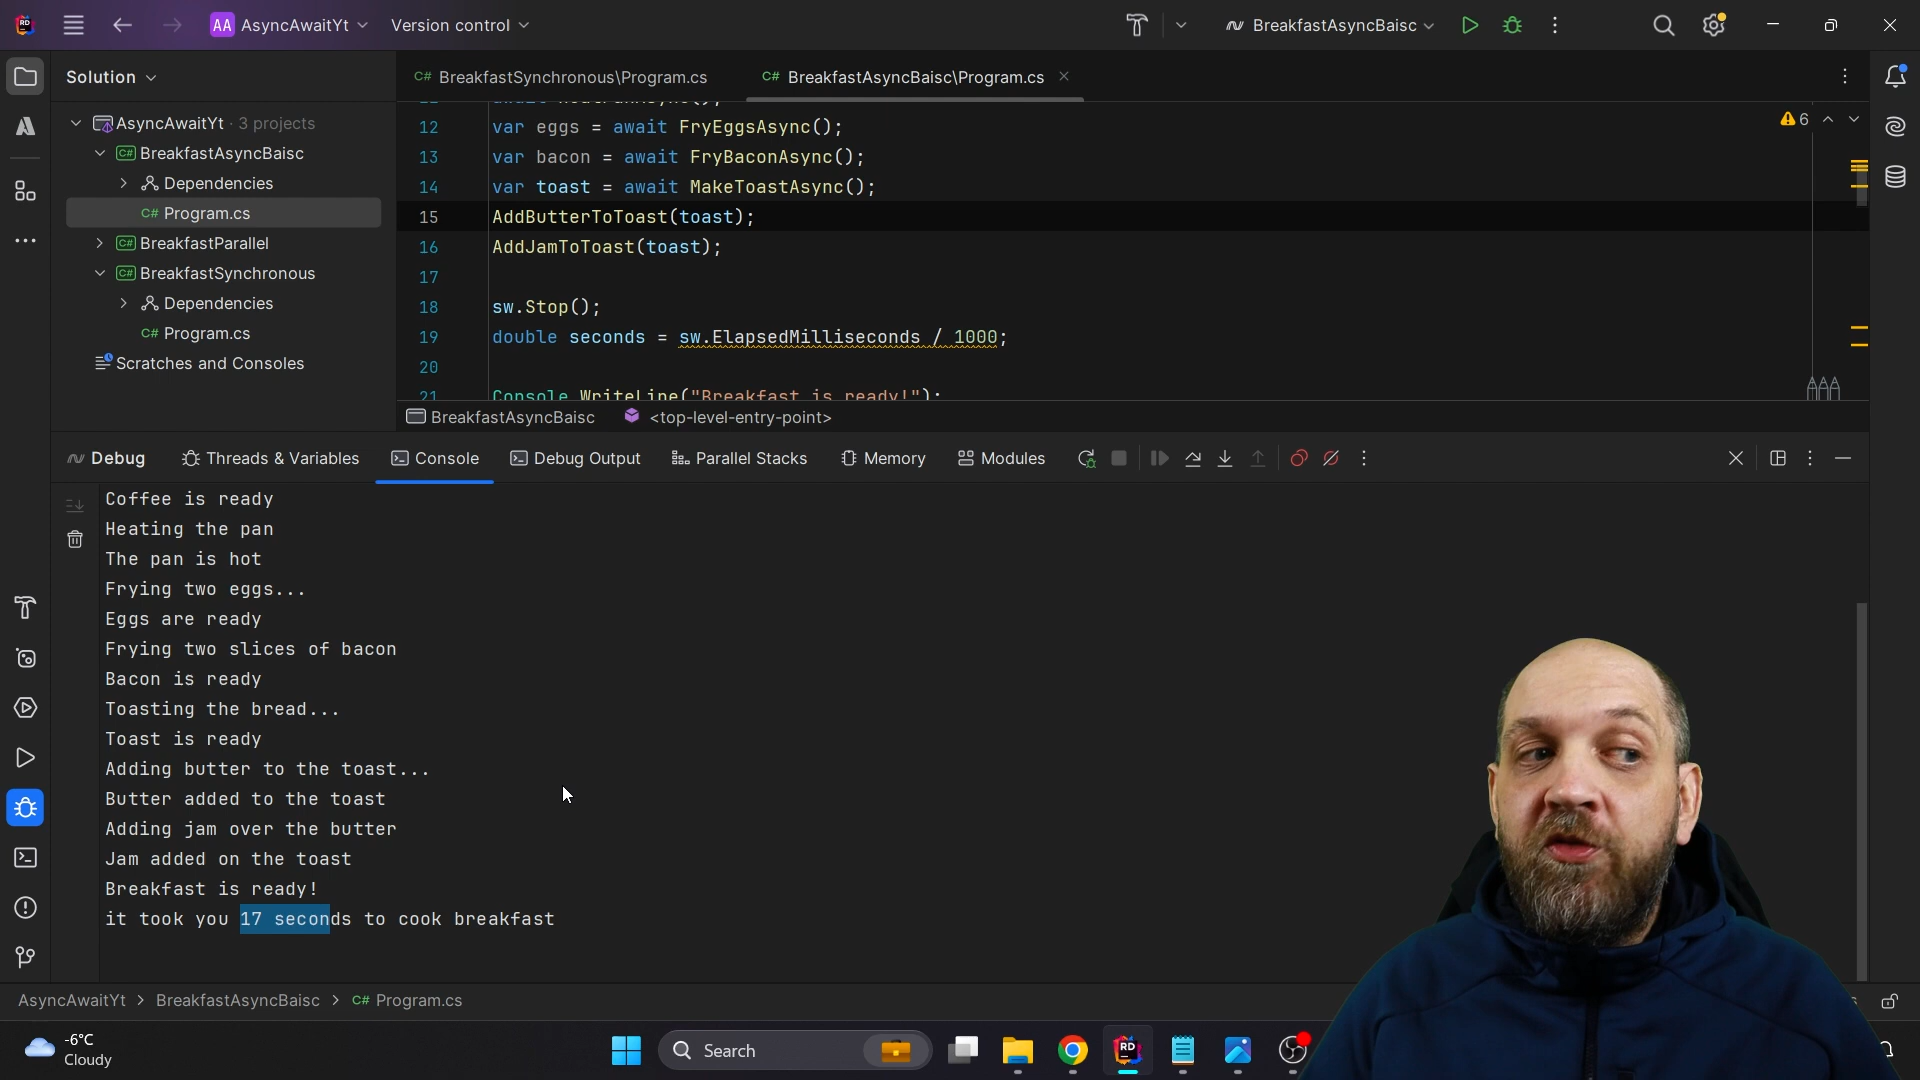 AA AsyncAwaitYt
Version control
BreakfastAsyncBaisc
Solution
C# BreakfastSynchronous\Program.cs
C# BreakfastAsyncBaisc\Program.cs
AsyncAwaitYt · 3 projects
C# BreakfastAsyncBaisc
Dependencies
C# Program.cs
C# BreakfastParallel
C# BreakfastSynchronous
Dependencies
C# Program.cs
Scratches and Consoles
6
12 var eggs = await FryEggsAsync();
13 var bacon = await FryBaconAsync();
14 var toast = await MakeToastAsync();
15 AddButterToToast(toast);
16 AddJamToToast(toast);
17
18 sw.Stop();
19 double seconds = sw.ElapsedMilliseconds / 1000;
20
21 Console.WriteLine("Breakfast is ready!");
BreakfastAsyncBaisc <top-level-entry-point>
Debug
Threads & Variables
Console
Debug Output
Parallel Stacks
Memory
Modules
Coffee is ready
Heating the pan
The pan is hot
Frying two eggs...
Eggs are ready
Frying two slices of bacon
Bacon is ready
Toasting the bread...
Toast is ready
Adding butter to the toast...
Butter added to the toast
Adding jam over the butter
Jam added on the toast
Breakfast is ready!
it took you 17 seconds to cook breakfast
AsyncAwaitYt > BreakfastAsyncBaisc > C# Program.cs
-6°C
Cloudy
Search
RD